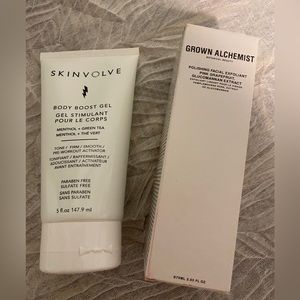 SKINVOLVE
BODY BOOST GEL
GEL STIMULANT
POUR LE CORPS
MENTHOL + GREEN TEA
MENTHOL + THÉ VERT
TONE / FIRM / SMOOTH /
PRE-WORKOUT ACTIVATOR
TONIFIANT / RAFFERMISSANT /
ADOUCISSANT / ACTIVATEUR
AVANT ENTRAÎNEMENT
PARABEN FREE
SULFATE FREE
SANS PARABEN
SANS SULFATE
5 fl oz 147.9 ml
GROWN ALCHEMIST
POLISHING FACIAL EXFOLIANT
PINK GRAPEFRUIT,
GLUCOMANNAN EXTRACT